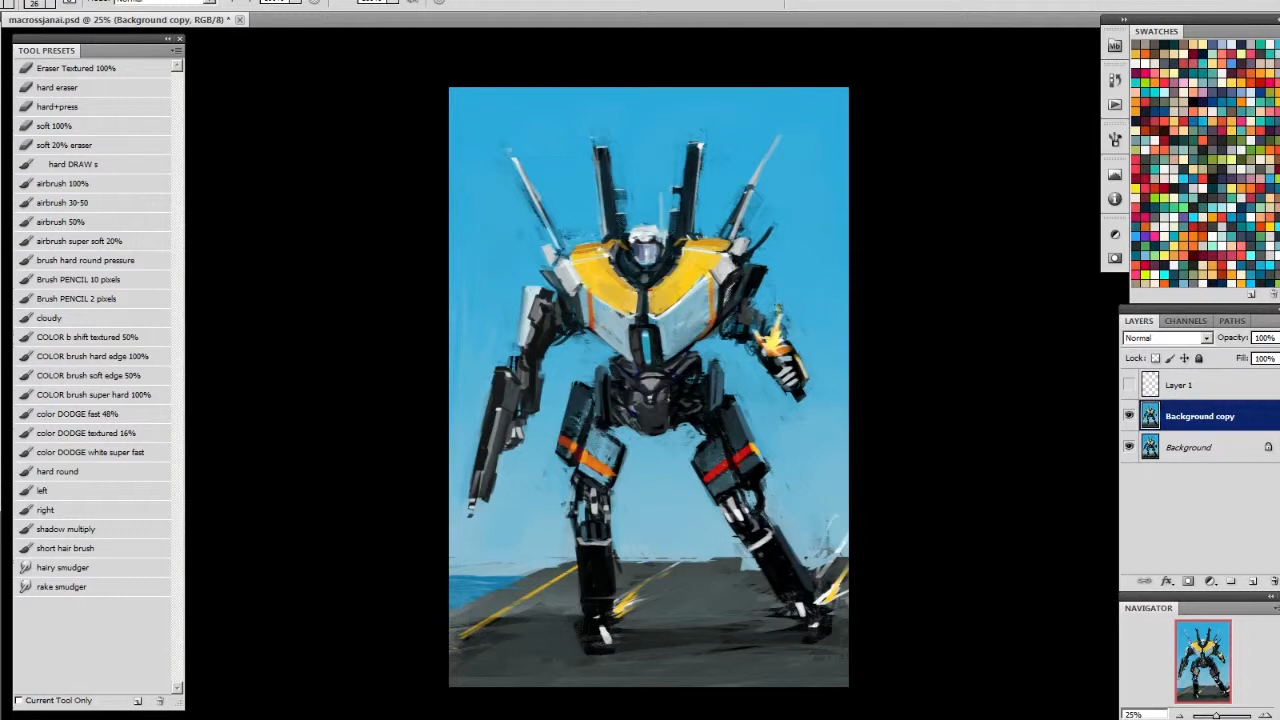 26
macrossjanai.psd @ 25% (Background copy, RGB/8) *
TOOL PRESETS
Eraser Textured 100%
hard eraser
hard+press
soft 100%
soft 20% eraser
hard DRAW s
airbrush 100%
airbrush 30-50
airbrush 50%
airbrush super soft 20%
brush hard round pressure
Brush PENCIL 10 pixels
Brush PENCIL 2 pixels
cloudy
COLOR b shift textured 50%
COLOR brush hard edge 100%
COLOR brush soft edge 50%
COLOR brush super hard 100%
color DODGE fast 48%
color DODGE textured 16%
color DODGE white super fast
hard round
left
right
shadow multiply
short hair brush
hairy smudger
rake smudger
Current Tool Only
Mb
SWATCHES
LAYERS CHANNELS PATHS
Normal Opacity: 100%
Lock: Fill: 100%
Layer 1
Background copy
Background
fx
NAVIGATOR
25%